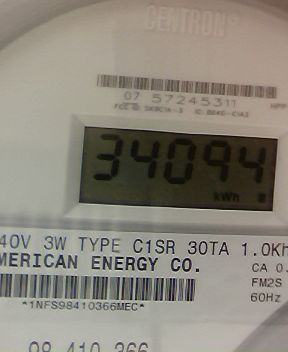 CENTRON®
07 57245311
34094
kWh
40V 3W TYPE C1SR 30TA 1.0Kh
MERICAN ENERGY CO.
CA 0.
FM2S
60Hz
*1NFS98410366MEC*
98 410 366